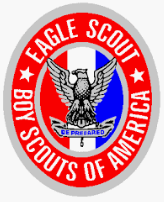 EAGLE SCOUT
BE PREPARED
BOY SCOUTS OF AMERICA